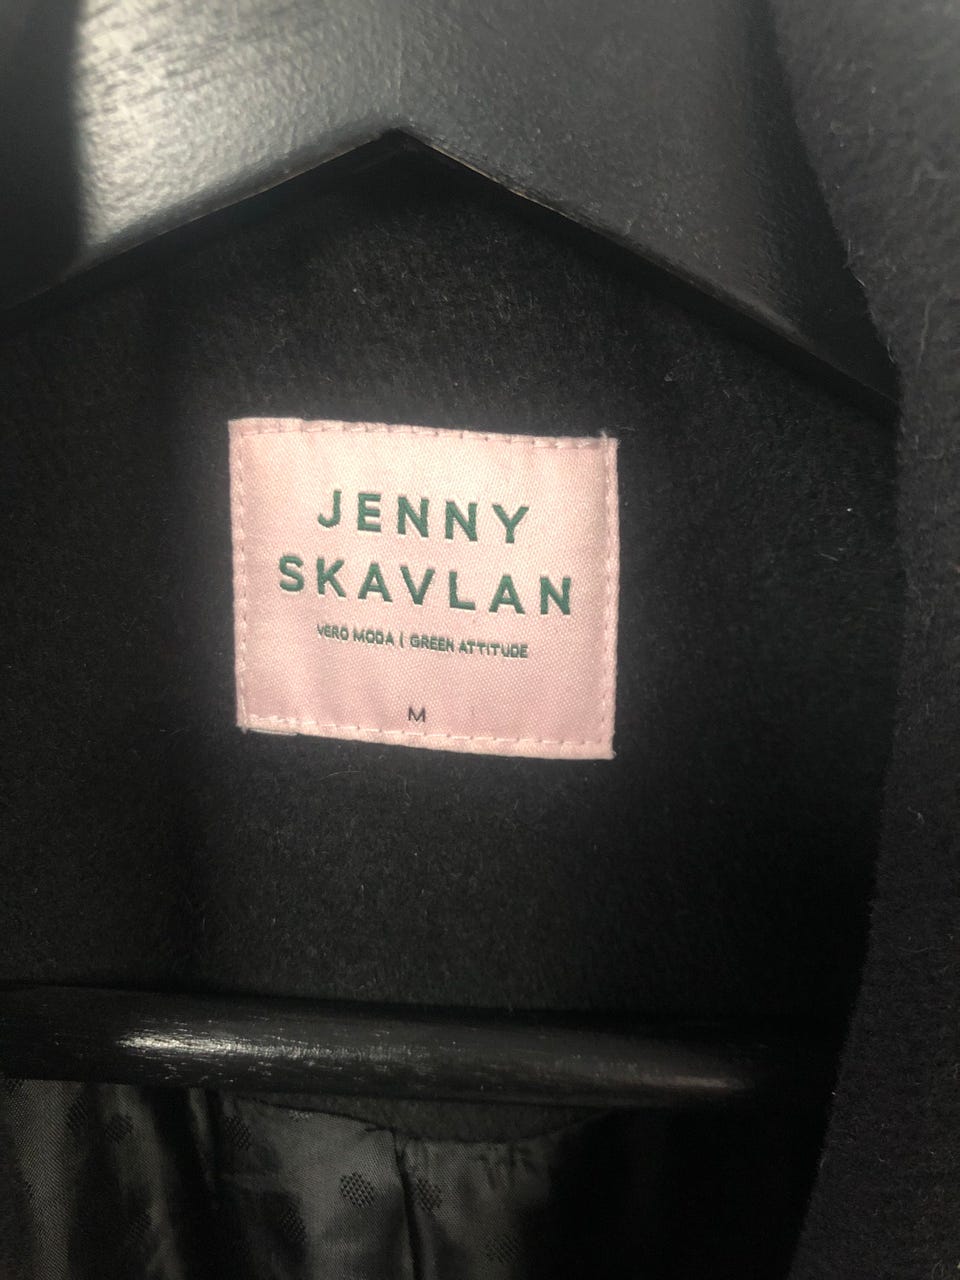 JENNY
SKAVLAN
VERO MODA | GREEN ATTITUDE
M